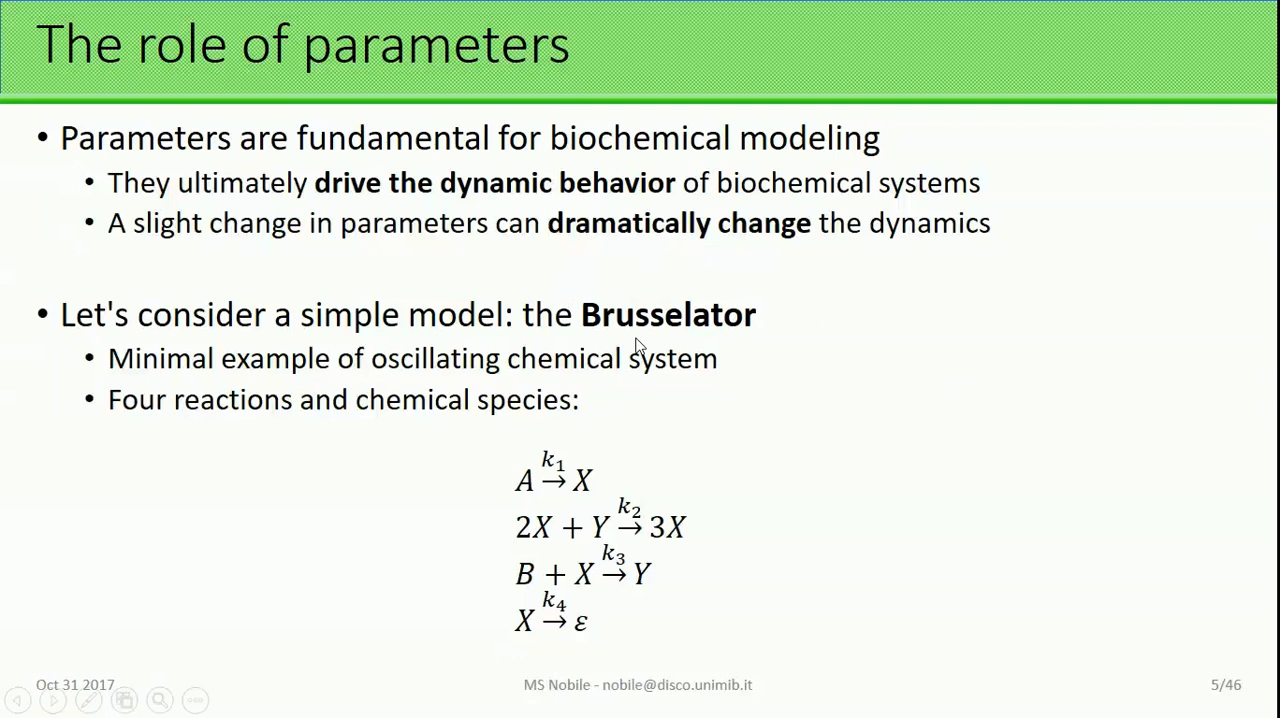 The role of parameters
• Parameters are fundamental for biochemical modeling
• They ultimately drive the dynamic behavior of biochemical systems
• A slight change in parameters can dramatically change the dynamics
• Let's consider a simple model: the Brusselator
• Minimal example of oscillating chemical system
• Four reactions and chemical species:
A →^{k₁} X
2X + Y →^{k₂} 3X
B + X →^{k₃} Y
X →^{k₄} ε
Oct 31 2017 MS Nobile - nobile@disco.unimib.it 5/46